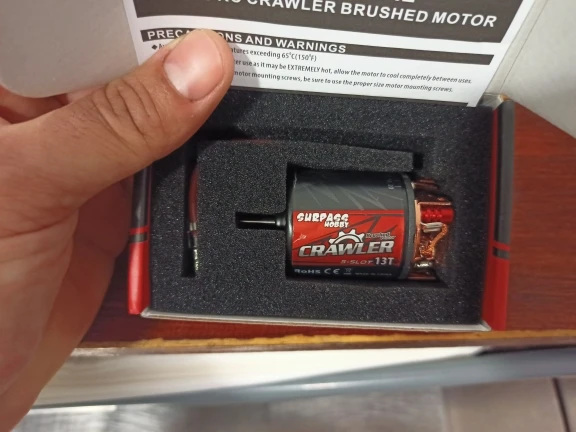 CRAWLER BRUSHED MOTOR
PRECAUTIONS AND WARNINGS
exceeding 65°C(150°F)
use as it may be EXTREMELY hot, allow the motor to cool completely between uses.
motor mounting screws, be sure to use the proper size motor mounting screws.
SURPASS
HOBBY
CRAWLER
5-SLOT 13T
RoHS CE